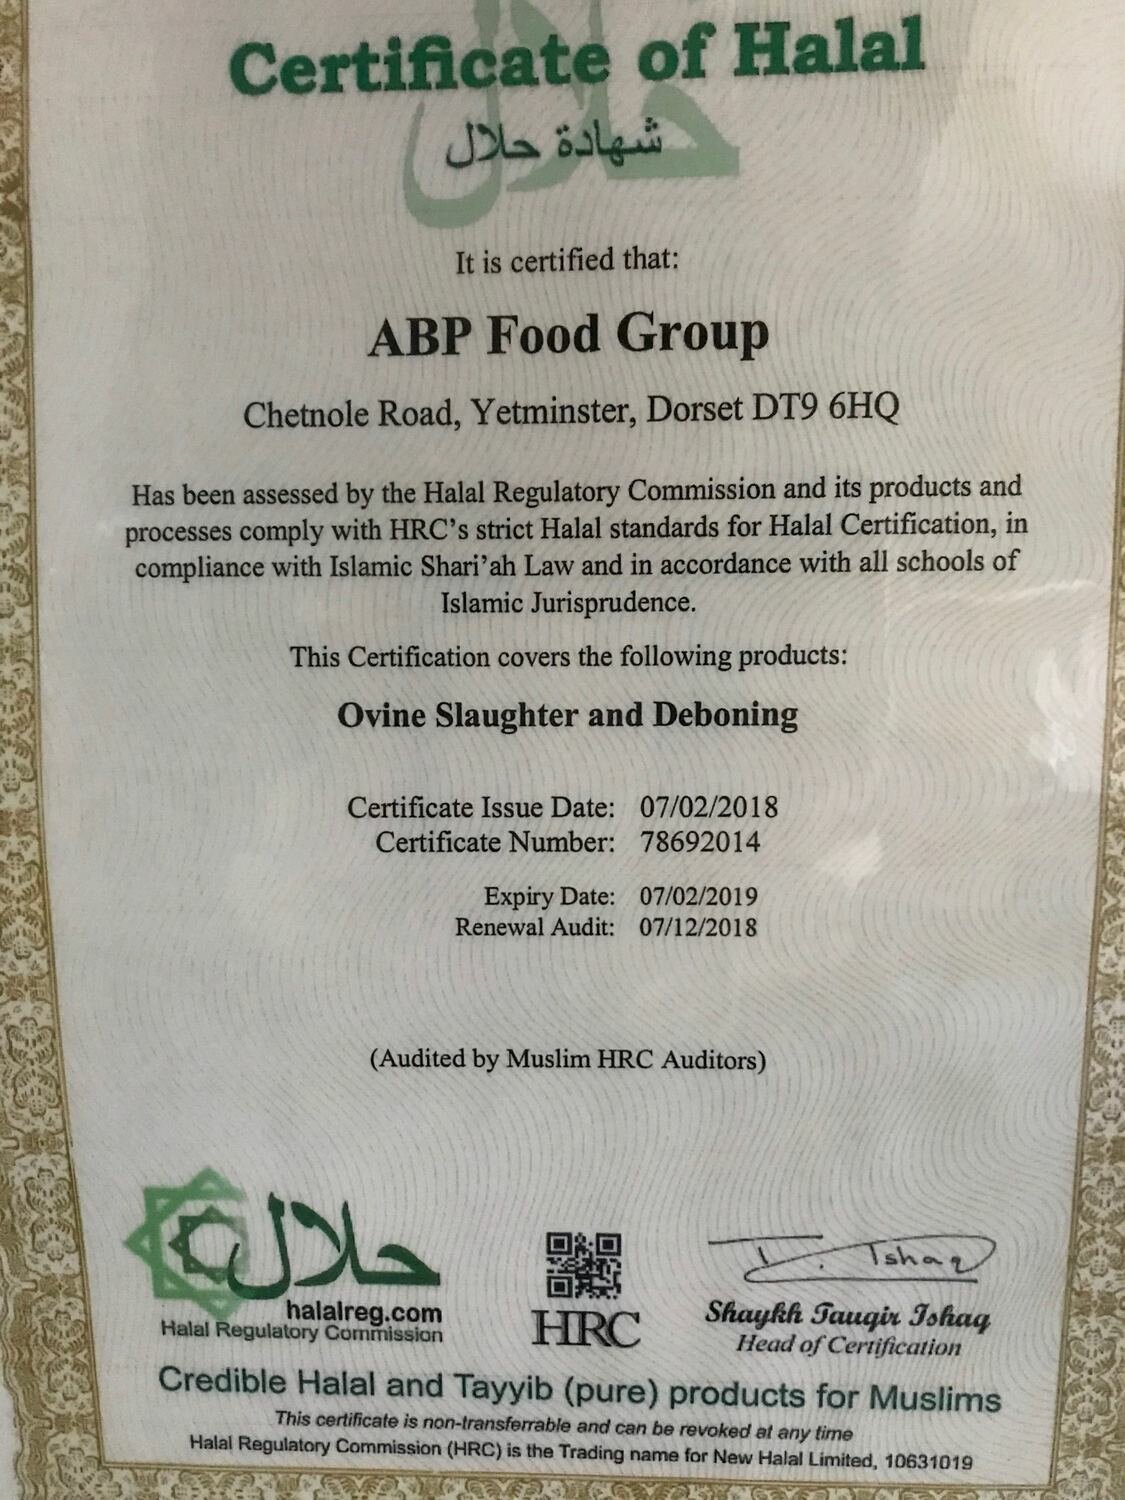 Certificate of Halal
شهادة حلال
It is certified that:
ABP Food Group
Chetnole Road, Yetminster, Dorset DT9 6HQ
Has been assessed by the Halal Regulatory Commission and its products and
processes comply with HRC's strict Halal standards for Halal Certification, in
compliance with Islamic Shari'ah Law and in accordance with all schools of
Islamic Jurisprudence.
This Certification covers the following products:
Ovine Slaughter and Deboning
Certificate Issue Date: 07/02/2018
Certificate Number: 78692014
Expiry Date: 07/02/2019
Renewal Audit: 07/12/2018
(Audited by Muslim HRC Auditors)
حلال
halalreg.com
Halal Regulatory Commission
HRC
T. Ishaq
Shaykh Tauqir Ishaq
Head of Certification
Credible Halal and Tayyib (pure) products for Muslims
This certificate is non-transferrable and can be revoked at any time
Halal Regulatory Commission (HRC) is the Trading name for New Halal Limited, 10631019